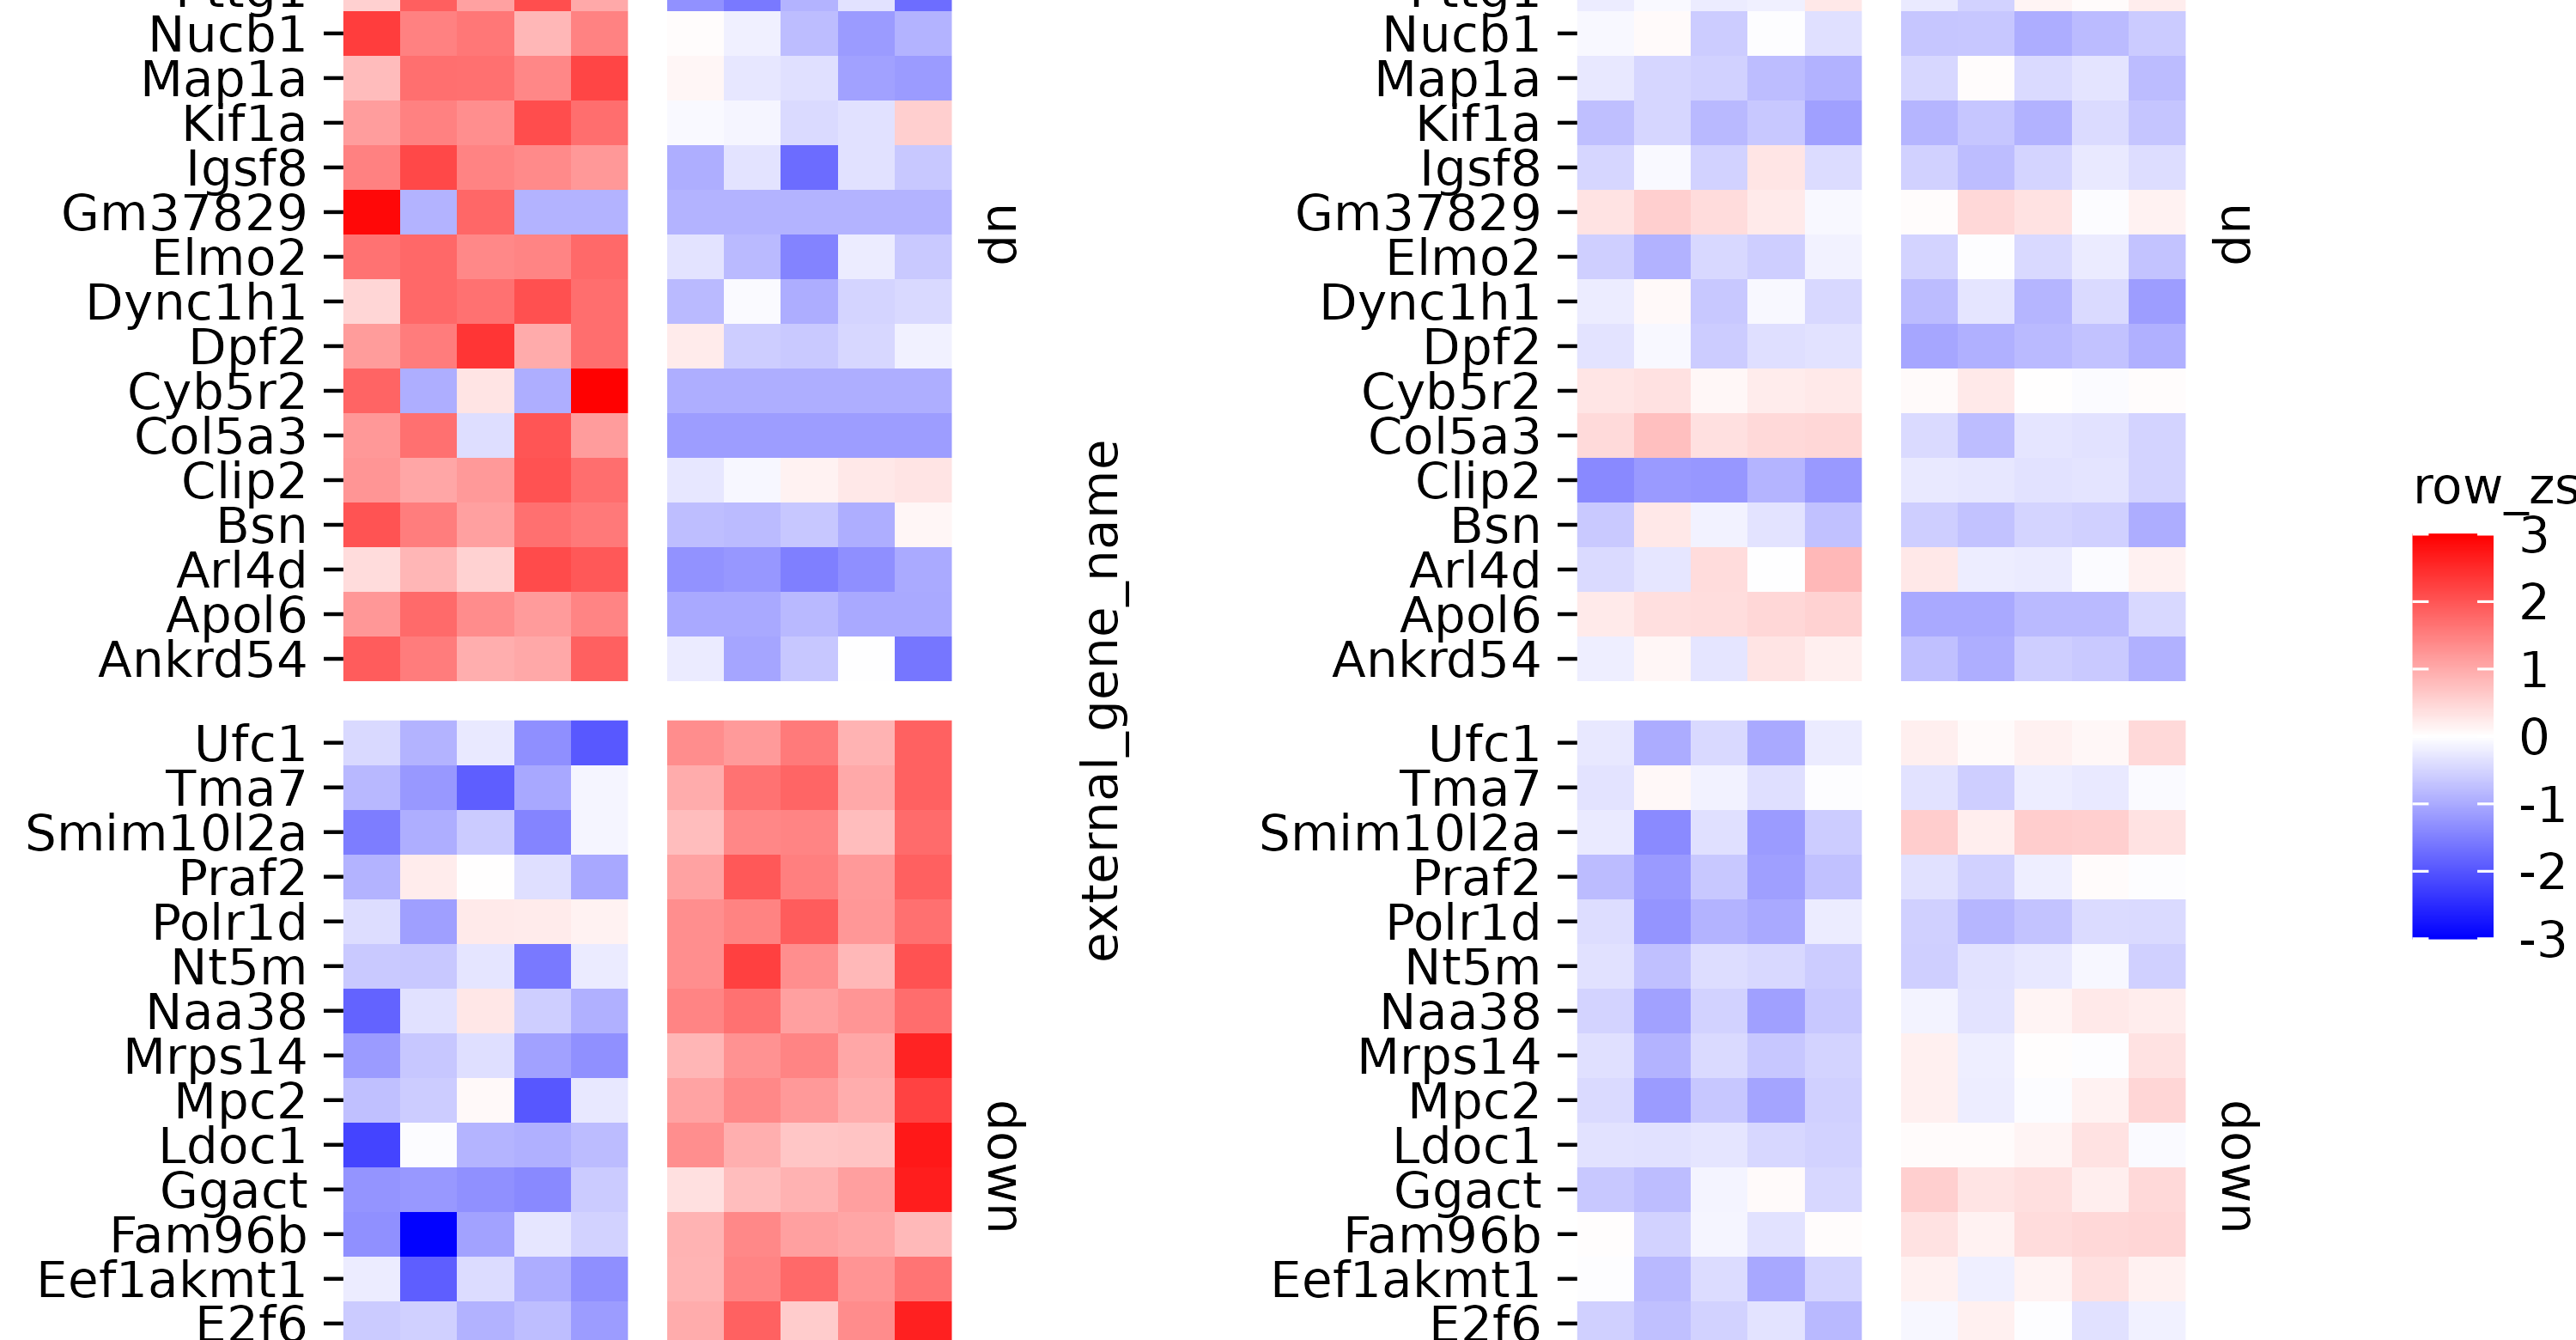 Nucb1
Map1a
Kif1a
Igsf8
Gm37829
Elmo2
Dync1h1
Dpf2
Cyb5r2
Col5a3
Clip2
Bsn
Arl4d
Apol6
Ankrd54
up
Ufc1
Tma7
Smim10l2a
Praf2
Polr1d
Nt5m
Naa38
Mrps14
Mpc2
Ldoc1
Ggact
Fam96b
Eef1akmt1
E2f6
down
external_gene_name
Nucb1
Map1a
Kif1a
Igsf8
Gm37829
Elmo2
Dync1h1
Dpf2
Cyb5r2
Col5a3
Clip2
Bsn
Arl4d
Apol6
Ankrd54
up
Ufc1
Tma7
Smim10l2a
Praf2
Polr1d
Nt5m
Naa38
Mrps14
Mpc2
Ldoc1
Ggact
Fam96b
Eef1akmt1
E2f6
down
row_zs
3
2
1
0
-1
-2
-3